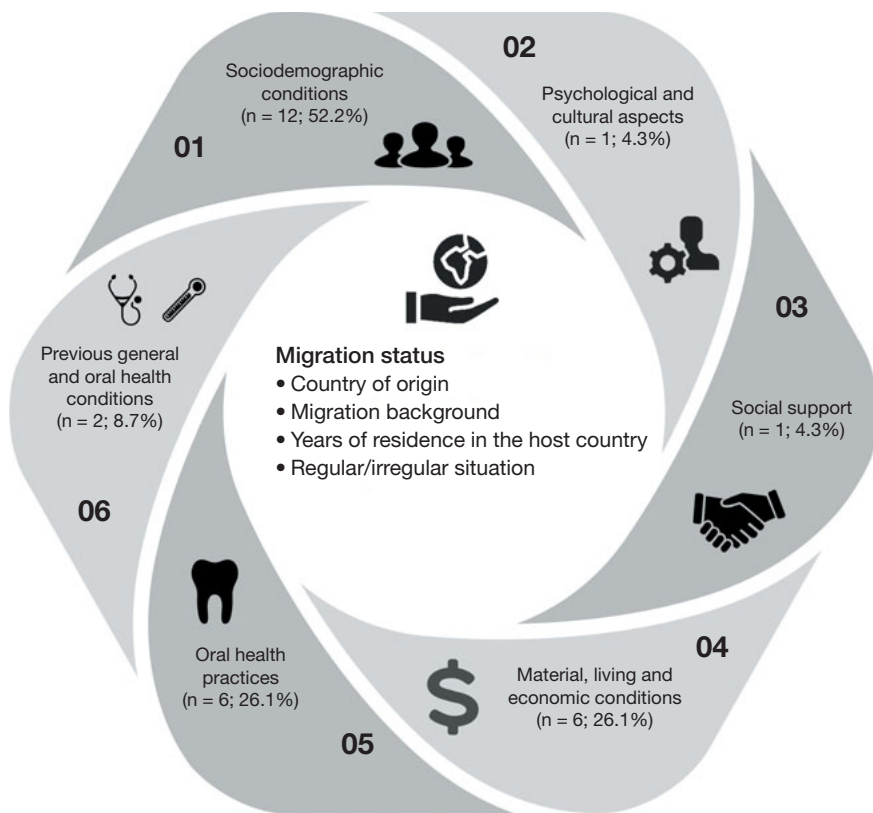 01
Sociodemographic
conditions
(n = 12; 52.2%)
02
Psychological and
cultural aspects
(n = 1; 4.3%)
03
Social support
(n = 1; 4.3%)
04
Material, living and
economic conditions
(n = 6; 26.1%)
05
Oral health
practices
(n = 6; 26.1%)
06
Previous general
and oral health
conditions
(n = 2; 8.7%)
Migration status
• Country of origin
• Migration background
• Years of residence in the host country
• Regular/irregular situation
$